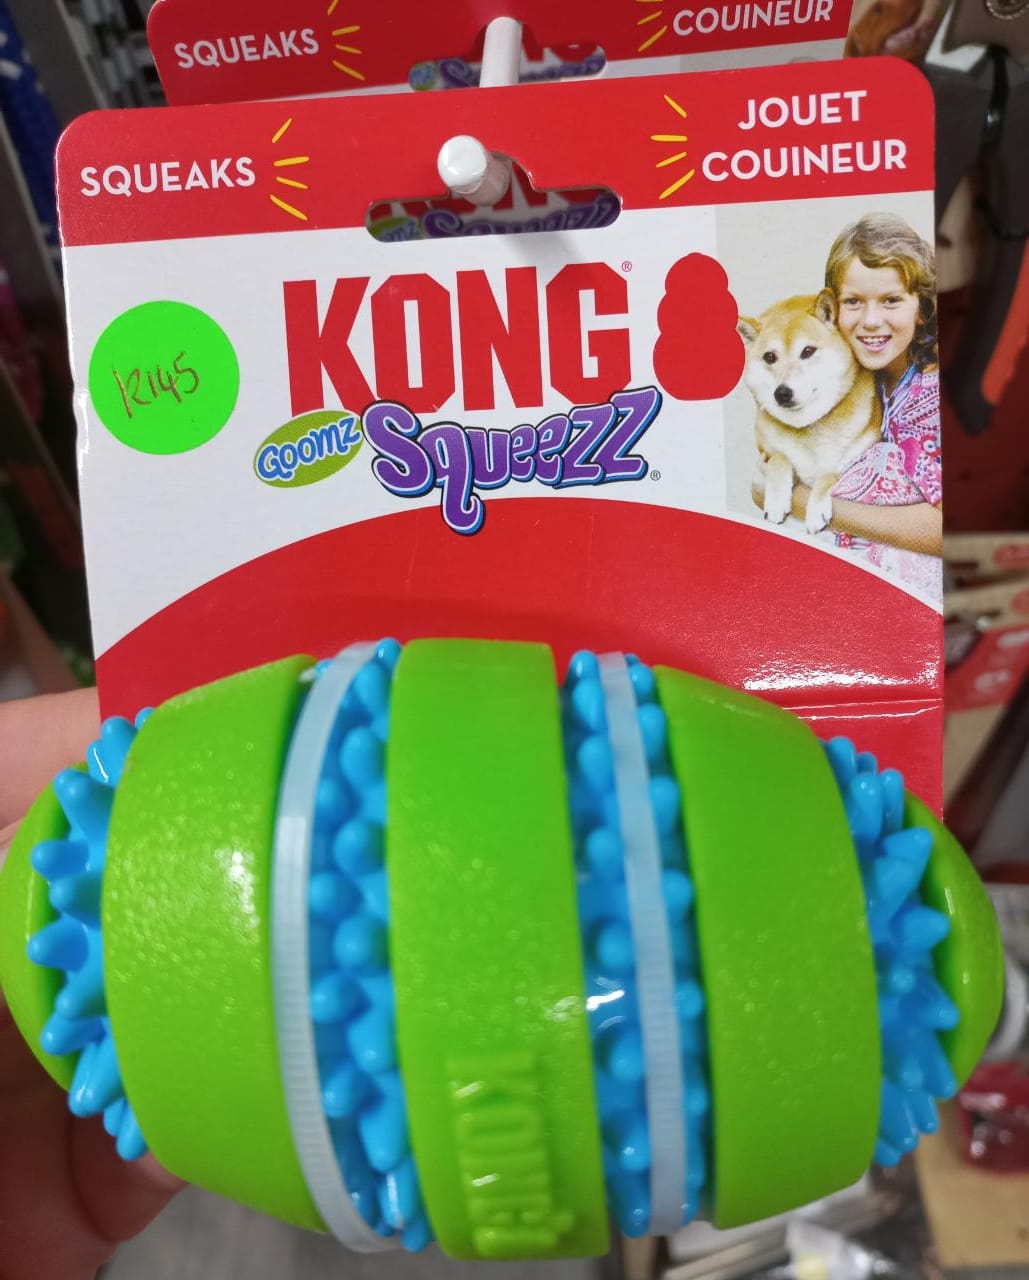 SQUEAKS
COUINEUR
SQUEAKS
JOUET
COUINEUR
KONG®
R145
Goomz Squeezz®
KONG